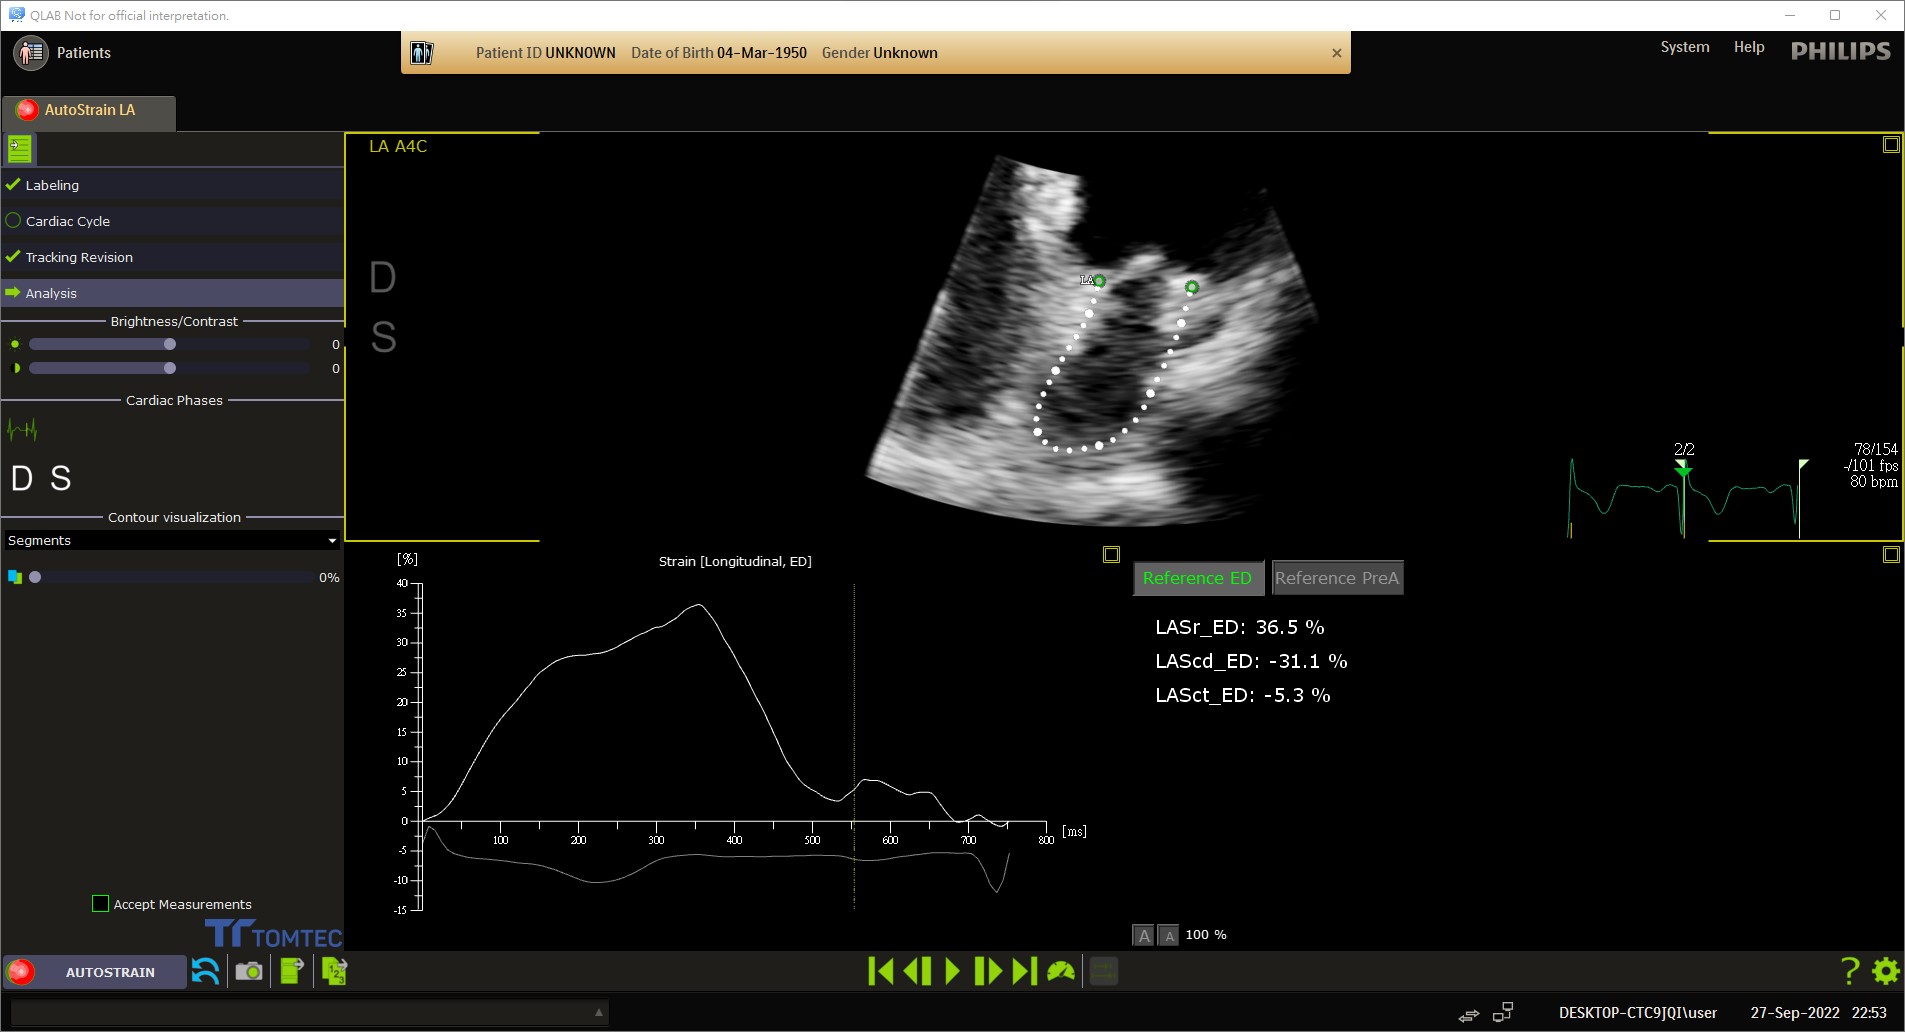 QLAB Not for official interpretation.
Patients
Patient ID UNKNOWN Date of Birth 04-Mar-1950 Gender Unknown
System Help PHILIPS
AutoStrain LA
Labeling
Cardiac Cycle
Tracking Revision
Analysis
Brightness/Contrast
0
0
Cardiac Phases
D S
Contour visualization
Segments
0%
Accept Measurements
TOMTEC
LA A4C
D
S
LA
2/2
78/154
-/101 fps
80 bpm
[%]
Strain [Longitudinal, ED]
40
35
30
25
20
15
10
5
0
-5
-10
-15
100 200 300 400 500 600 700 800 [ms]
Reference ED Reference PreA
LASr_ED: 36.5 %
LAScd_ED: -31.1 %
LASct_ED: -5.3 %
A A 100 %
AUTOSTRAIN
1 2 3
?
DESKTOP-CTC9JQI\user 27-Sep-2022 22:53